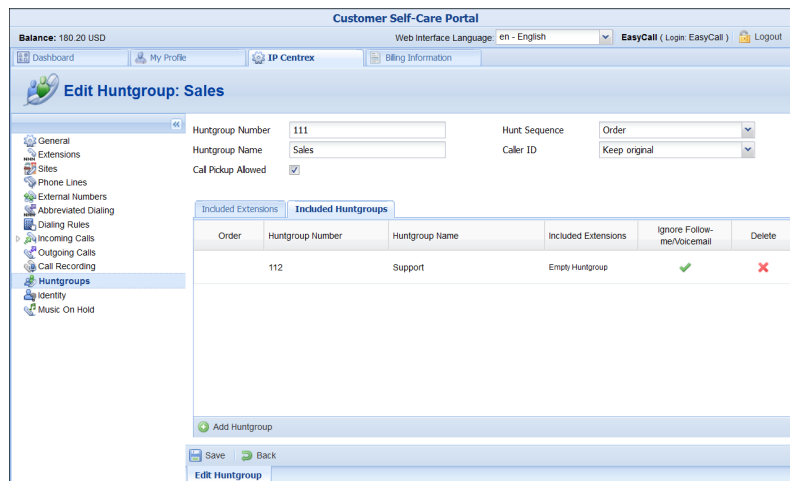 Customer Self-Care Portal
Balance: 180.20 USD Web Interface Language: en - English EasyCall ( Login: EasyCall ) Logout
Dashboard My Profile IP Centrex Billing Information
Edit Huntgroup: Sales
General
Extensions
Sites
Phone Lines
External Numbers
Abbreviated Dialing
Dialing Rules
Incoming Calls
Outgoing Calls
Call Recording
Huntgroups
Identity
Music On Hold
Huntgroup Number 111 Hunt Sequence Order
Huntgroup Name Sales Caller ID Keep original
Call Pickup Allowed
Included Extensions Included Huntgroups
Order Huntgroup Number Huntgroup Name Included Extensions Ignore Follow-
me/Voicemail Delete
112 Support Empty Huntgroup
Add Huntgroup
Save Back
Edit Huntgroup